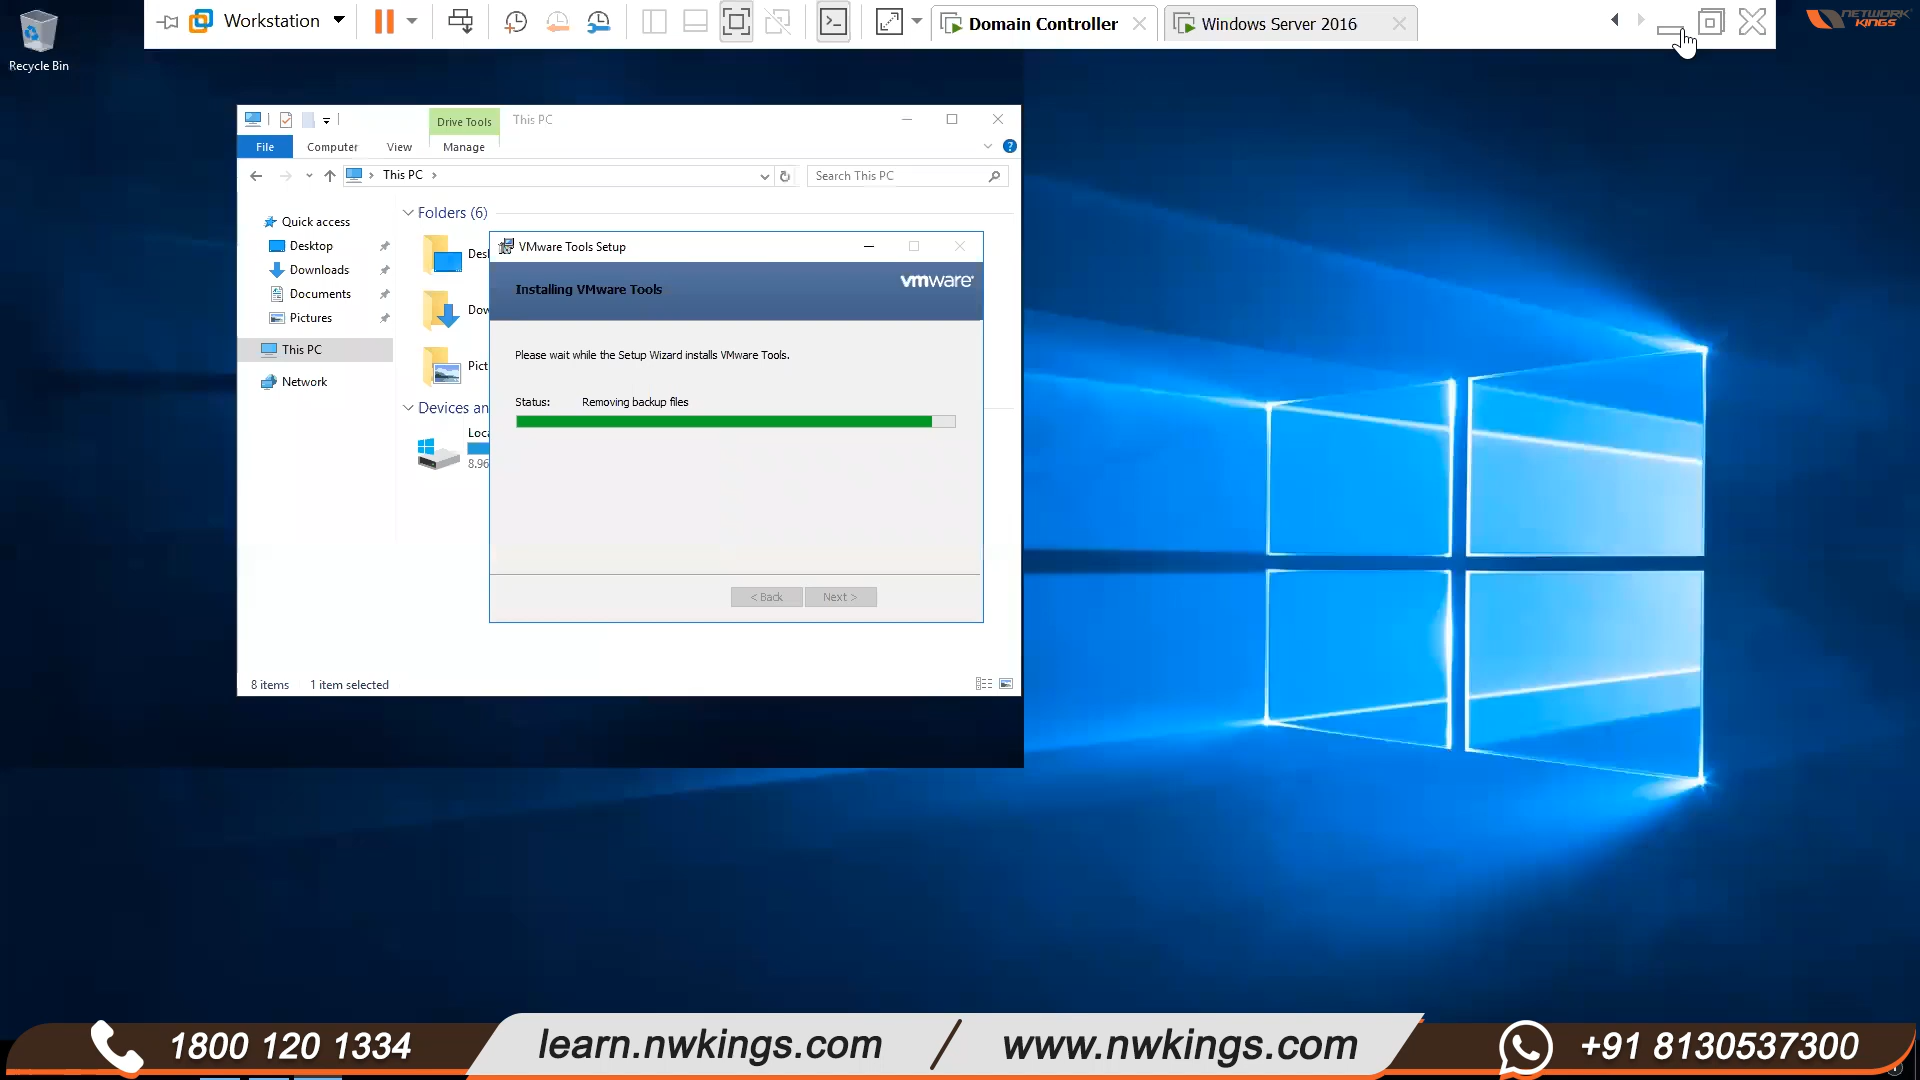 Recycle Bin
Workstation
Domain Controller
Windows Server 2016
NETWORK
KINGS
Drive Tools
This PC
File
Computer
View
Manage
This PC
Search This PC
Quick access
Desktop
Downloads
Documents
Pictures
This PC
Network
Folders (6)
Des
Dow
Pict
Devices an
Loca
8.96
VMware Tools Setup
vmware
Installing VMware Tools
Please wait while the Setup Wizard installs VMware Tools.
Status: Removing backup files
< Back
Next >
8 items
1 item selected
1800 120 1334
learn.nwkings.com / www.nwkings.com
+91 8130537300